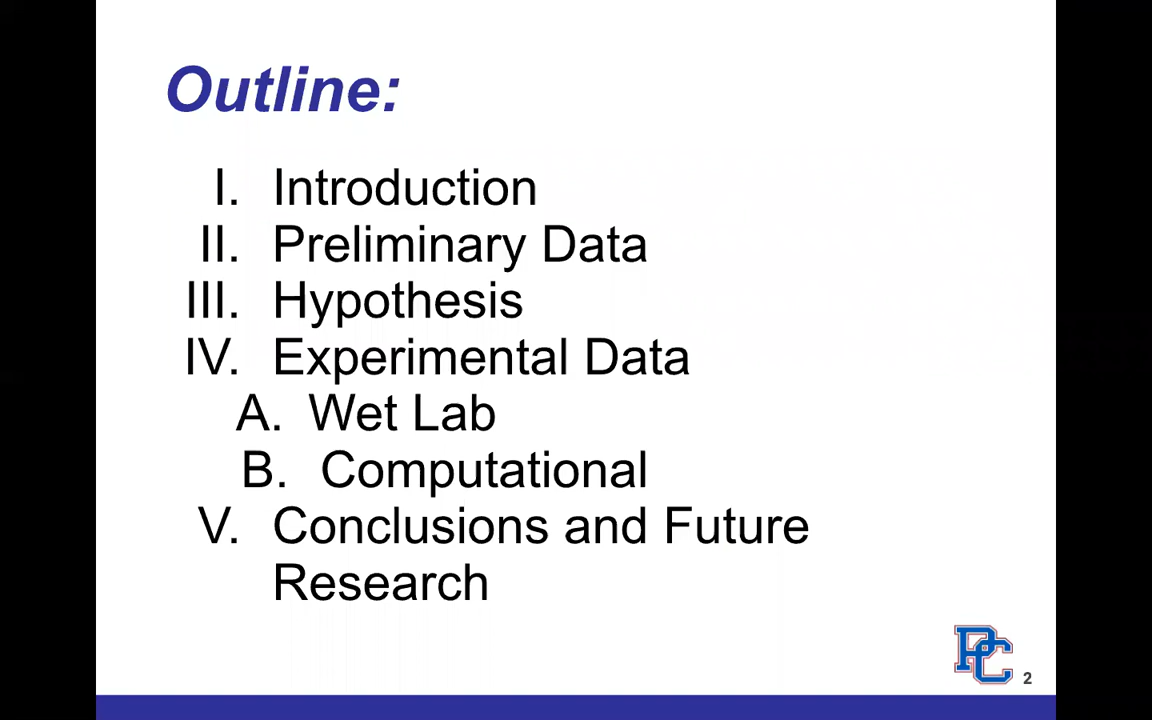 Outline:
I. Introduction
II. Preliminary Data
III. Hypothesis
IV. Experimental Data
A. Wet Lab
B. Computational
V. Conclusions and Future
Research
PC
2